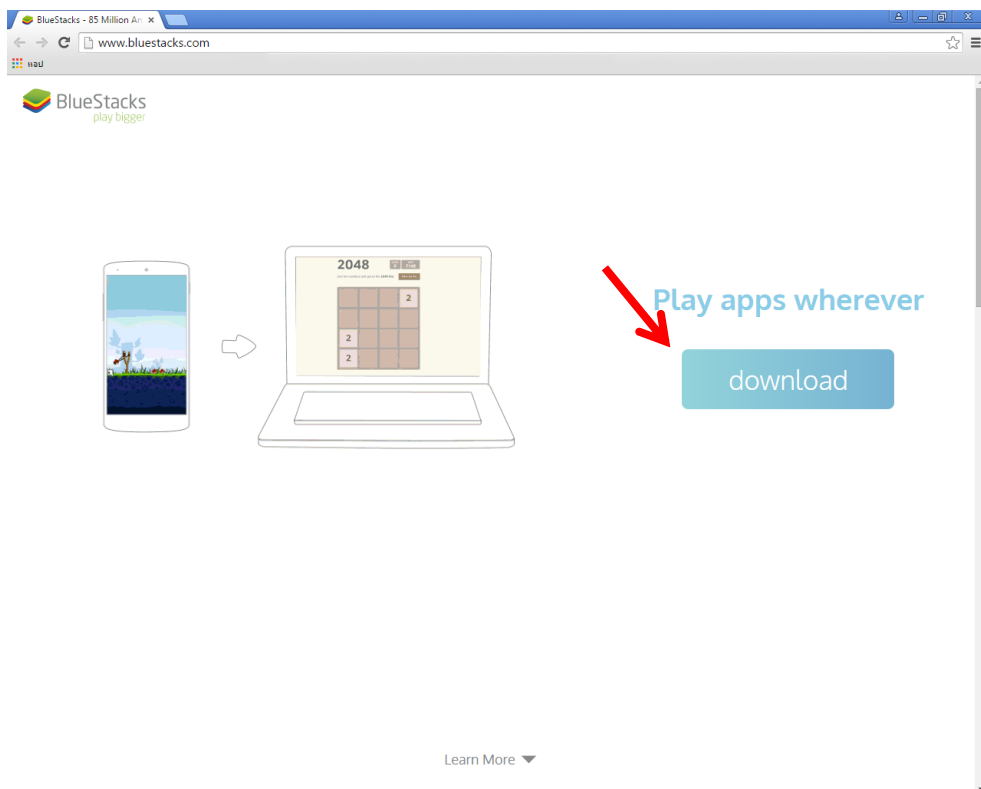 BlueStacks - 85 Million An
www.bluestacks.com
แอป
BlueStacks
play bigger
2048
2
2
2
Play apps wherever
download
Learn More